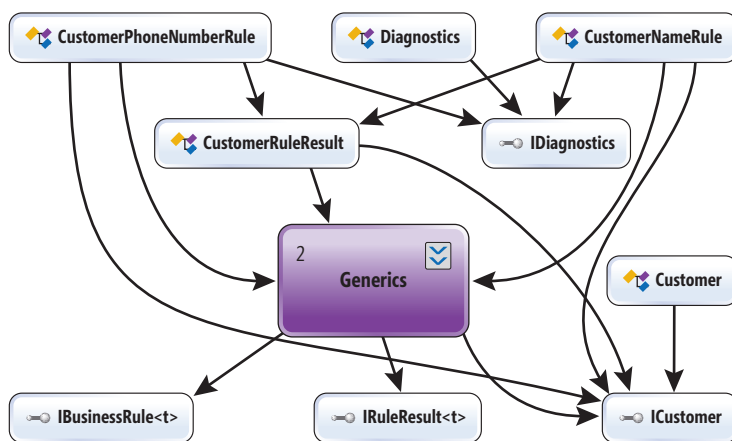 CustomerPhoneNumberRule
Diagnostics
CustomerNameRule
CustomerRuleResult
IDiagnostics
2
Generics
Customer
IBusinessRule<t>
IRuleResult<t>
ICustomer